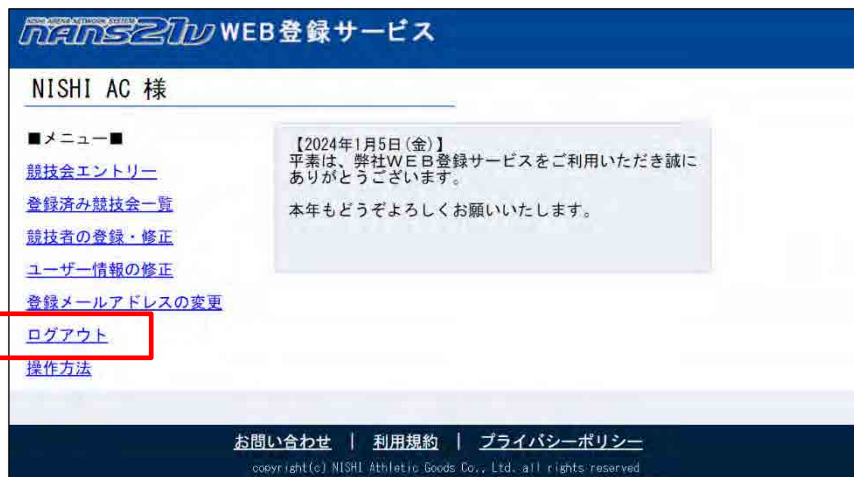 NISHI ARENA NETWORK SYSTEM
nans21v WEB登録サービス
NISHI AC 様
■メニュー■
競技会エントリー
登録済み競技会一覧
競技者の登録・修正
ユーザー情報の修正
登録メールアドレスの変更
ログアウト
操作方法
【2024年1月5日(金)】
平素は、弊社ＷＥＢ登録サービスをご利用いただき誠に
ありがとうございます。
本年もどうぞよろしくお願いいたします。
お問い合わせ | 利用規約 | プライバシーポリシー
copyright(c) NISHI Athletic Goods Co., Ltd. all rights reserved